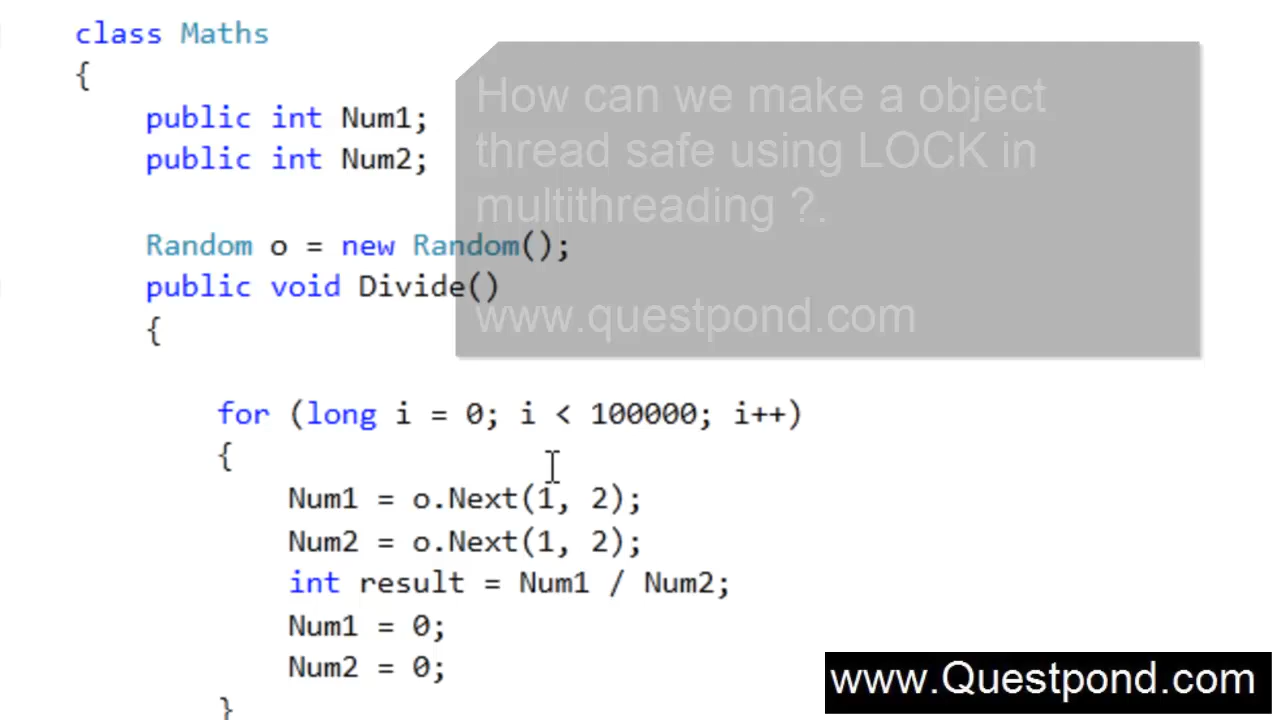 class Maths
{
public int Num1;
public int Num2;
Random o = new Random();
public void Divide()
{
for (long i = 0; i < 100000; i++)
{
Num1 = o.Next(1, 2);
Num2 = o.Next(1, 2);
int result = Num1 / Num2;
Num1 = 0;
Num2 = 0;
}
How can we make a object
thread safe using LOCK in
multithreading ?.
www.questpond.com
www.Questpond.com